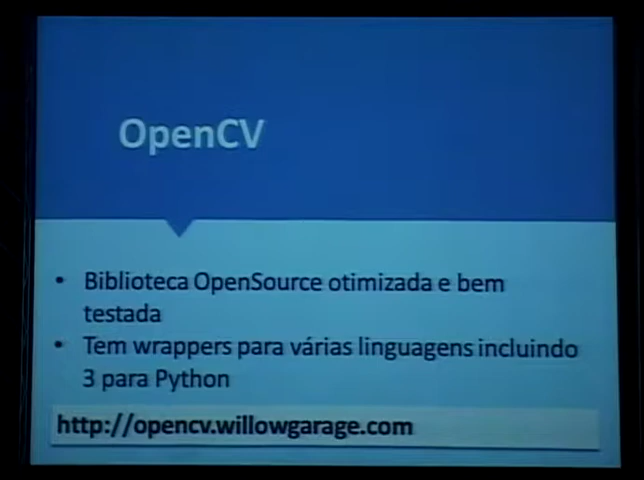 OpenCV
• Biblioteca OpenSource otimizada e bem
testada
• Tem wrappers para várias linguagens incluindo
3 para Python
http://opencv.willowgarage.com